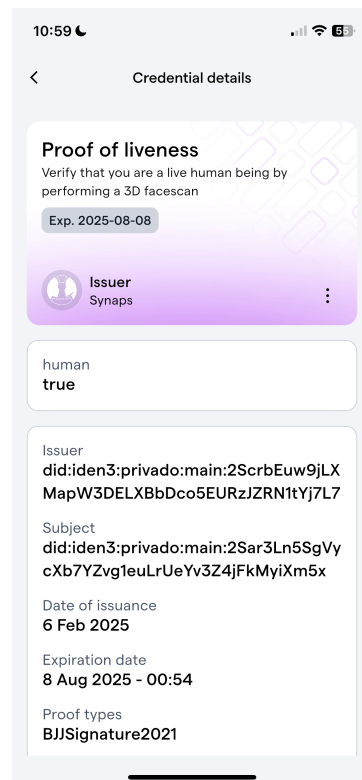 10:59
55
Credential details
Proof of liveness
Verify that you are a live human being by
performing a 3D facescan
Exp. 2025-08-08
Issuer
Synaps
human
true
Issuer
did:iden3:privado:main:2ScrbEuw9jLX
MapW3DELXBbDco5EURzJZRN1tYj7L7
Subject
did:iden3:privado:main:2Sar3Ln5SgVy
cXb7YZvg1euLrUeYv3Z4jFkMyiXm5x
Date of issuance
6 Feb 2025
Expiration date
8 Aug 2025 - 00:54
Proof types
BJJSignature2021